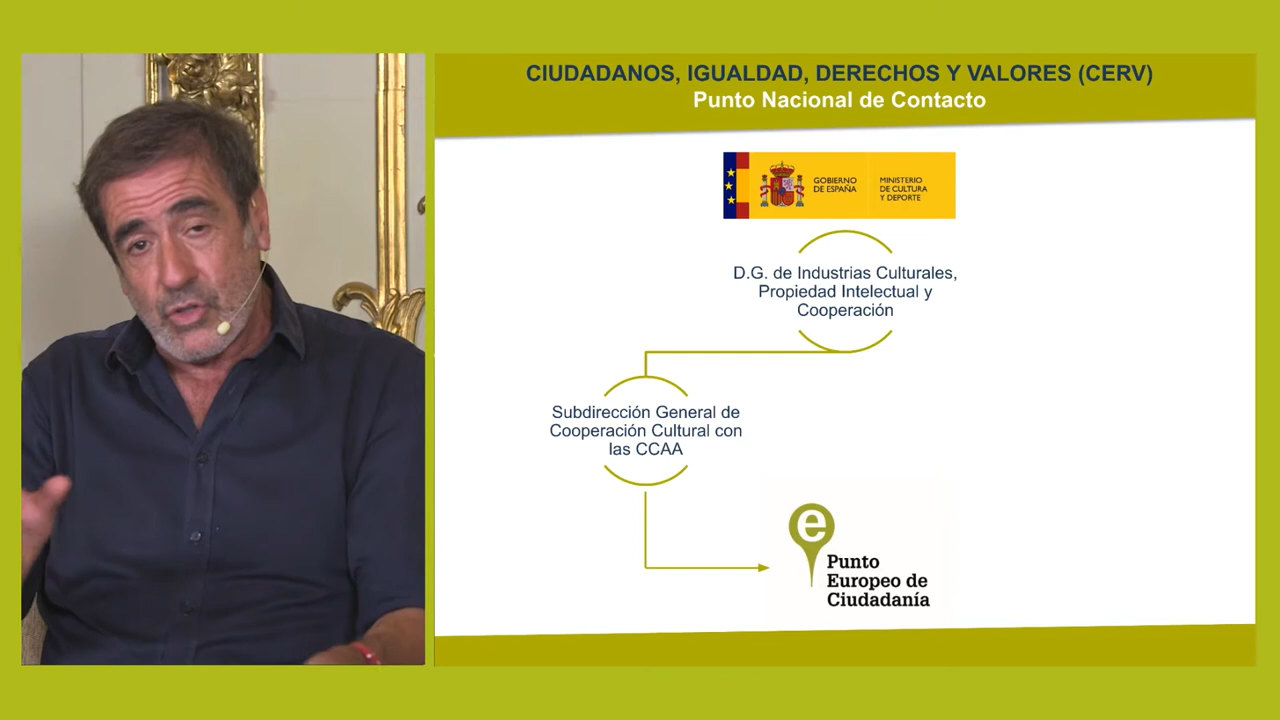 CIUDADANOS, IGUALDAD, DERECHOS Y VALORES (CERV)
Punto Nacional de Contacto
GOBIERNO
DE ESPAÑA
MINISTERIO
DE CULTURA
Y DEPORTE
D.G. de Industrias Culturales,
Propiedad Intelectual y
Cooperación
Subdirección General de
Cooperación Cultural con
las CCAA
e
Punto
Europeo de
Ciudadanía